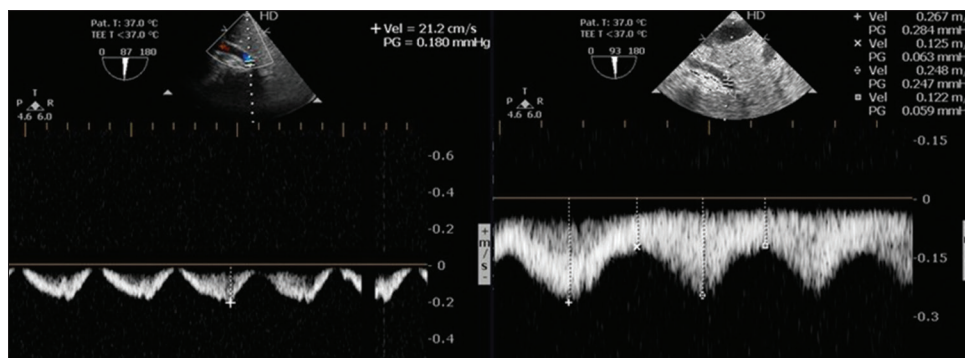 HD
Pat. T: 37.0 °C
TEE T <37.0 °C
0 87 180
Vel = 21.2 cm/s
PG = 0.180 mmHg
T
P R
4.6 6.0
-0.6
-0.4
-0.2
-0
-0.2
-0.4
+
m/s
-
HD
Pat. T: 37.0 °C
TEE T <37.0 °C
0 93 180
+ Vel 0.267 m
PG 0.284 mmH
× Vel 0.125 m
PG 0.063 mmH
Vel 0.248 m
PG 0.247 mmH
Vel 0.122 m
PG 0.059 mmH
T
P R
4.6 6.0
-0.15
-0
-0.15
-0.3